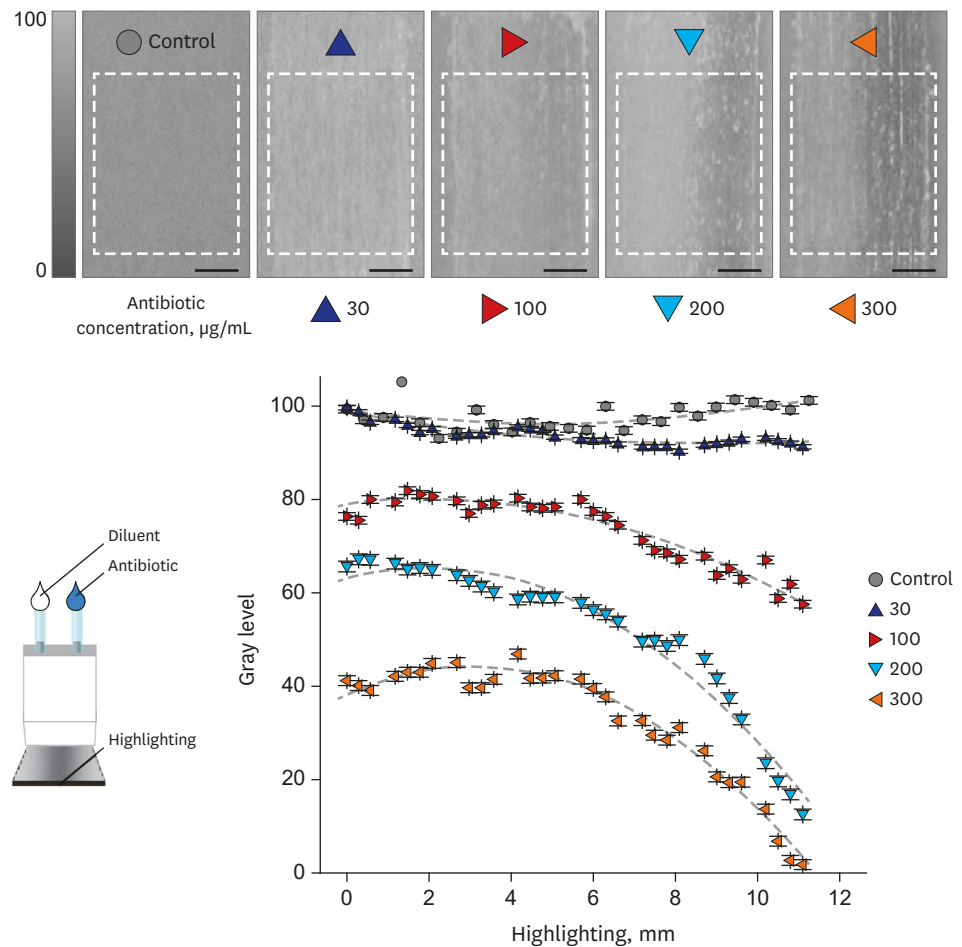 100
0
Control
Antibiotic
concentration, µg/mL
30
100
200
300
Diluent
Antibiotic
Highlighting
Gray level
100
80
60
40
20
0
0 2 4 6 8 10 12
Highlighting, mm
Control
30
100
200
300